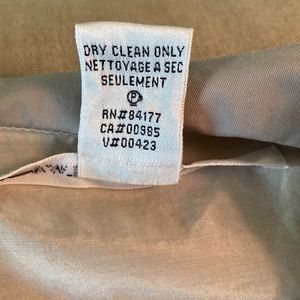 DRY CLEAN ONLY
NETTOYAGE A SEC
SEULEMENT
P
RN#84177
CA#00985
V#00423